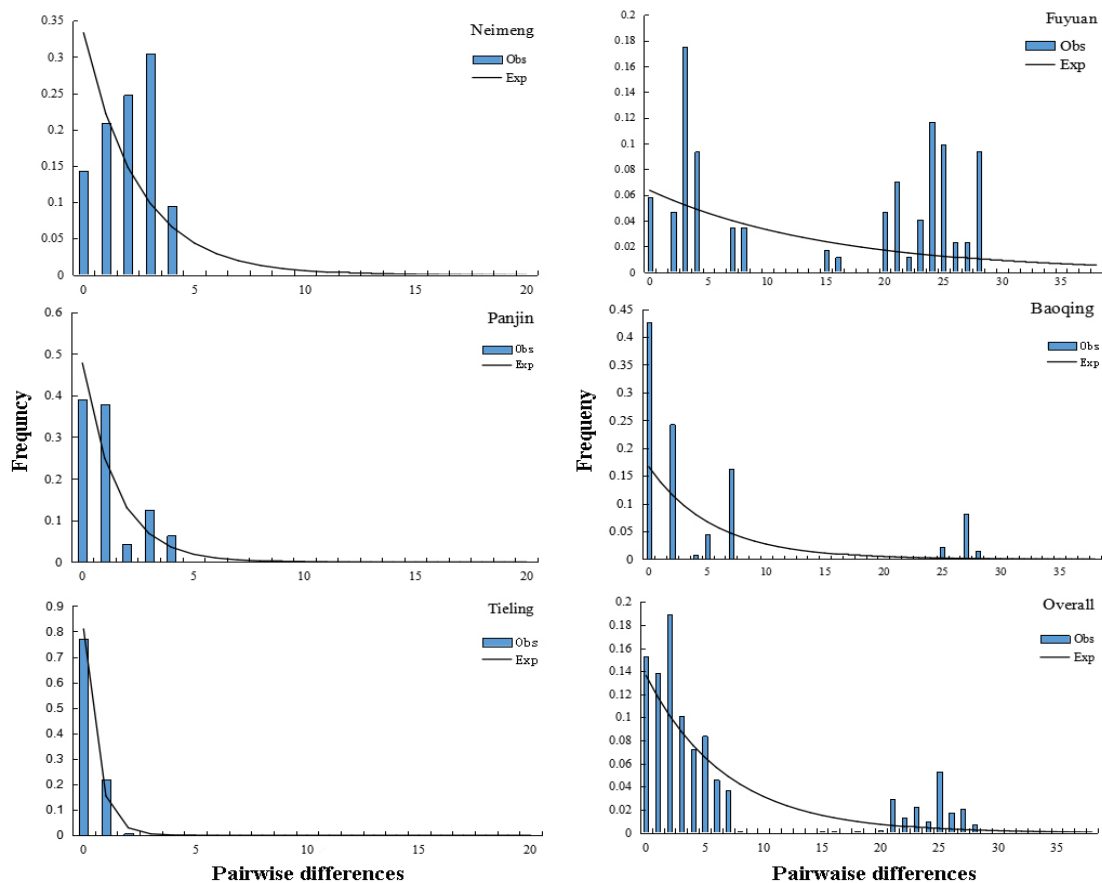 Neimeng
Obs
Exp
0.35
0.3
0.25
0.2
0.15
0.1
0.05
0
0 5 10 15 20
Fuyuan
Obs
Exp
0.2
0.18
0.16
0.14
0.12
0.1
0.08
0.06
0.04
0.02
0
0 5 10 15 20 25 30 35
Panjin
Obs
Exp
0.6
0.5
0.4
0.3
0.2
0.1
0
0 5 10 15 20
Frequncy
Baoqing
Obs
Exp
0.45
0.4
0.35
0.3
0.25
0.2
0.15
0.1
0.05
0
0 5 10 15 20 25 30 35
Frequeny
Tieling
Obs
Exp
0.9
0.8
0.7
0.6
0.5
0.4
0.3
0.2
0.1
0
0 5 10 15 20
Pairwise differences
Overall
Obs
Exp
0.2
0.18
0.16
0.14
0.12
0.1
0.08
0.06
0.04
0.02
0
0 5 10 15 20 25 30 35
Pairwaise differences